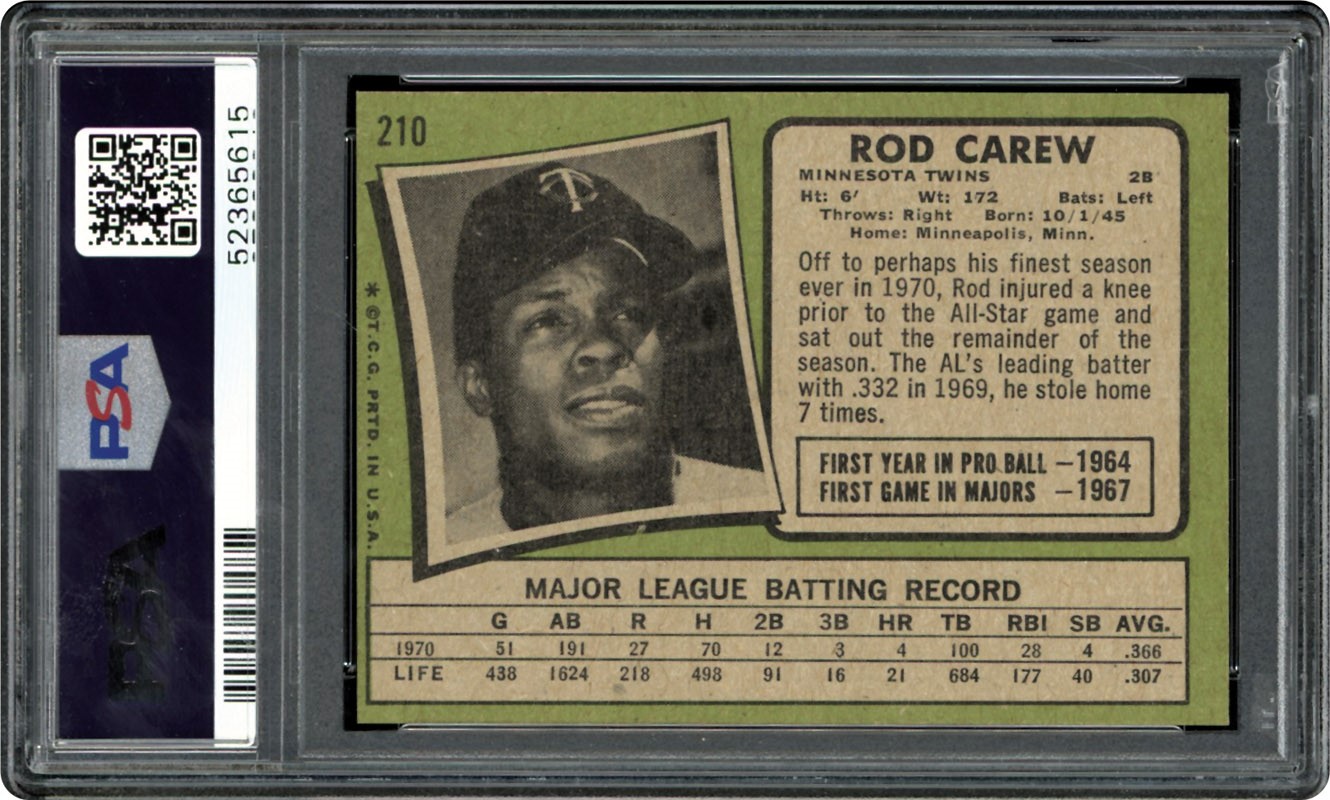 52365615
PSA
PSA
210
T C
* ©T.C.G. PRTD. IN U.S.A.
ROD CAREW
MINNESOTA TWINS 2B
Ht: 6′ Wt: 172 Bats: Left
Throws: Right Born: 10/1/45
Home: Minneapolis, Minn.
Off to perhaps his finest season
ever in 1970, Rod injured a knee
prior to the All-Star game and
sat out the remainder of the
season. The AL's leading batter
with .332 in 1969, he stole home
7 times.
FIRST YEAR IN PRO BALL —1964
FIRST GAME IN MAJORS —1967
MAJOR LEAGUE BATTING RECORD
G AB R H 2B 3B HR TB RBI SB AVG.
1970 51 191 27 70 12 3 4 100 28 4 .366
LIFE 438 1624 218 498 91 16 21 684 177 40 .307